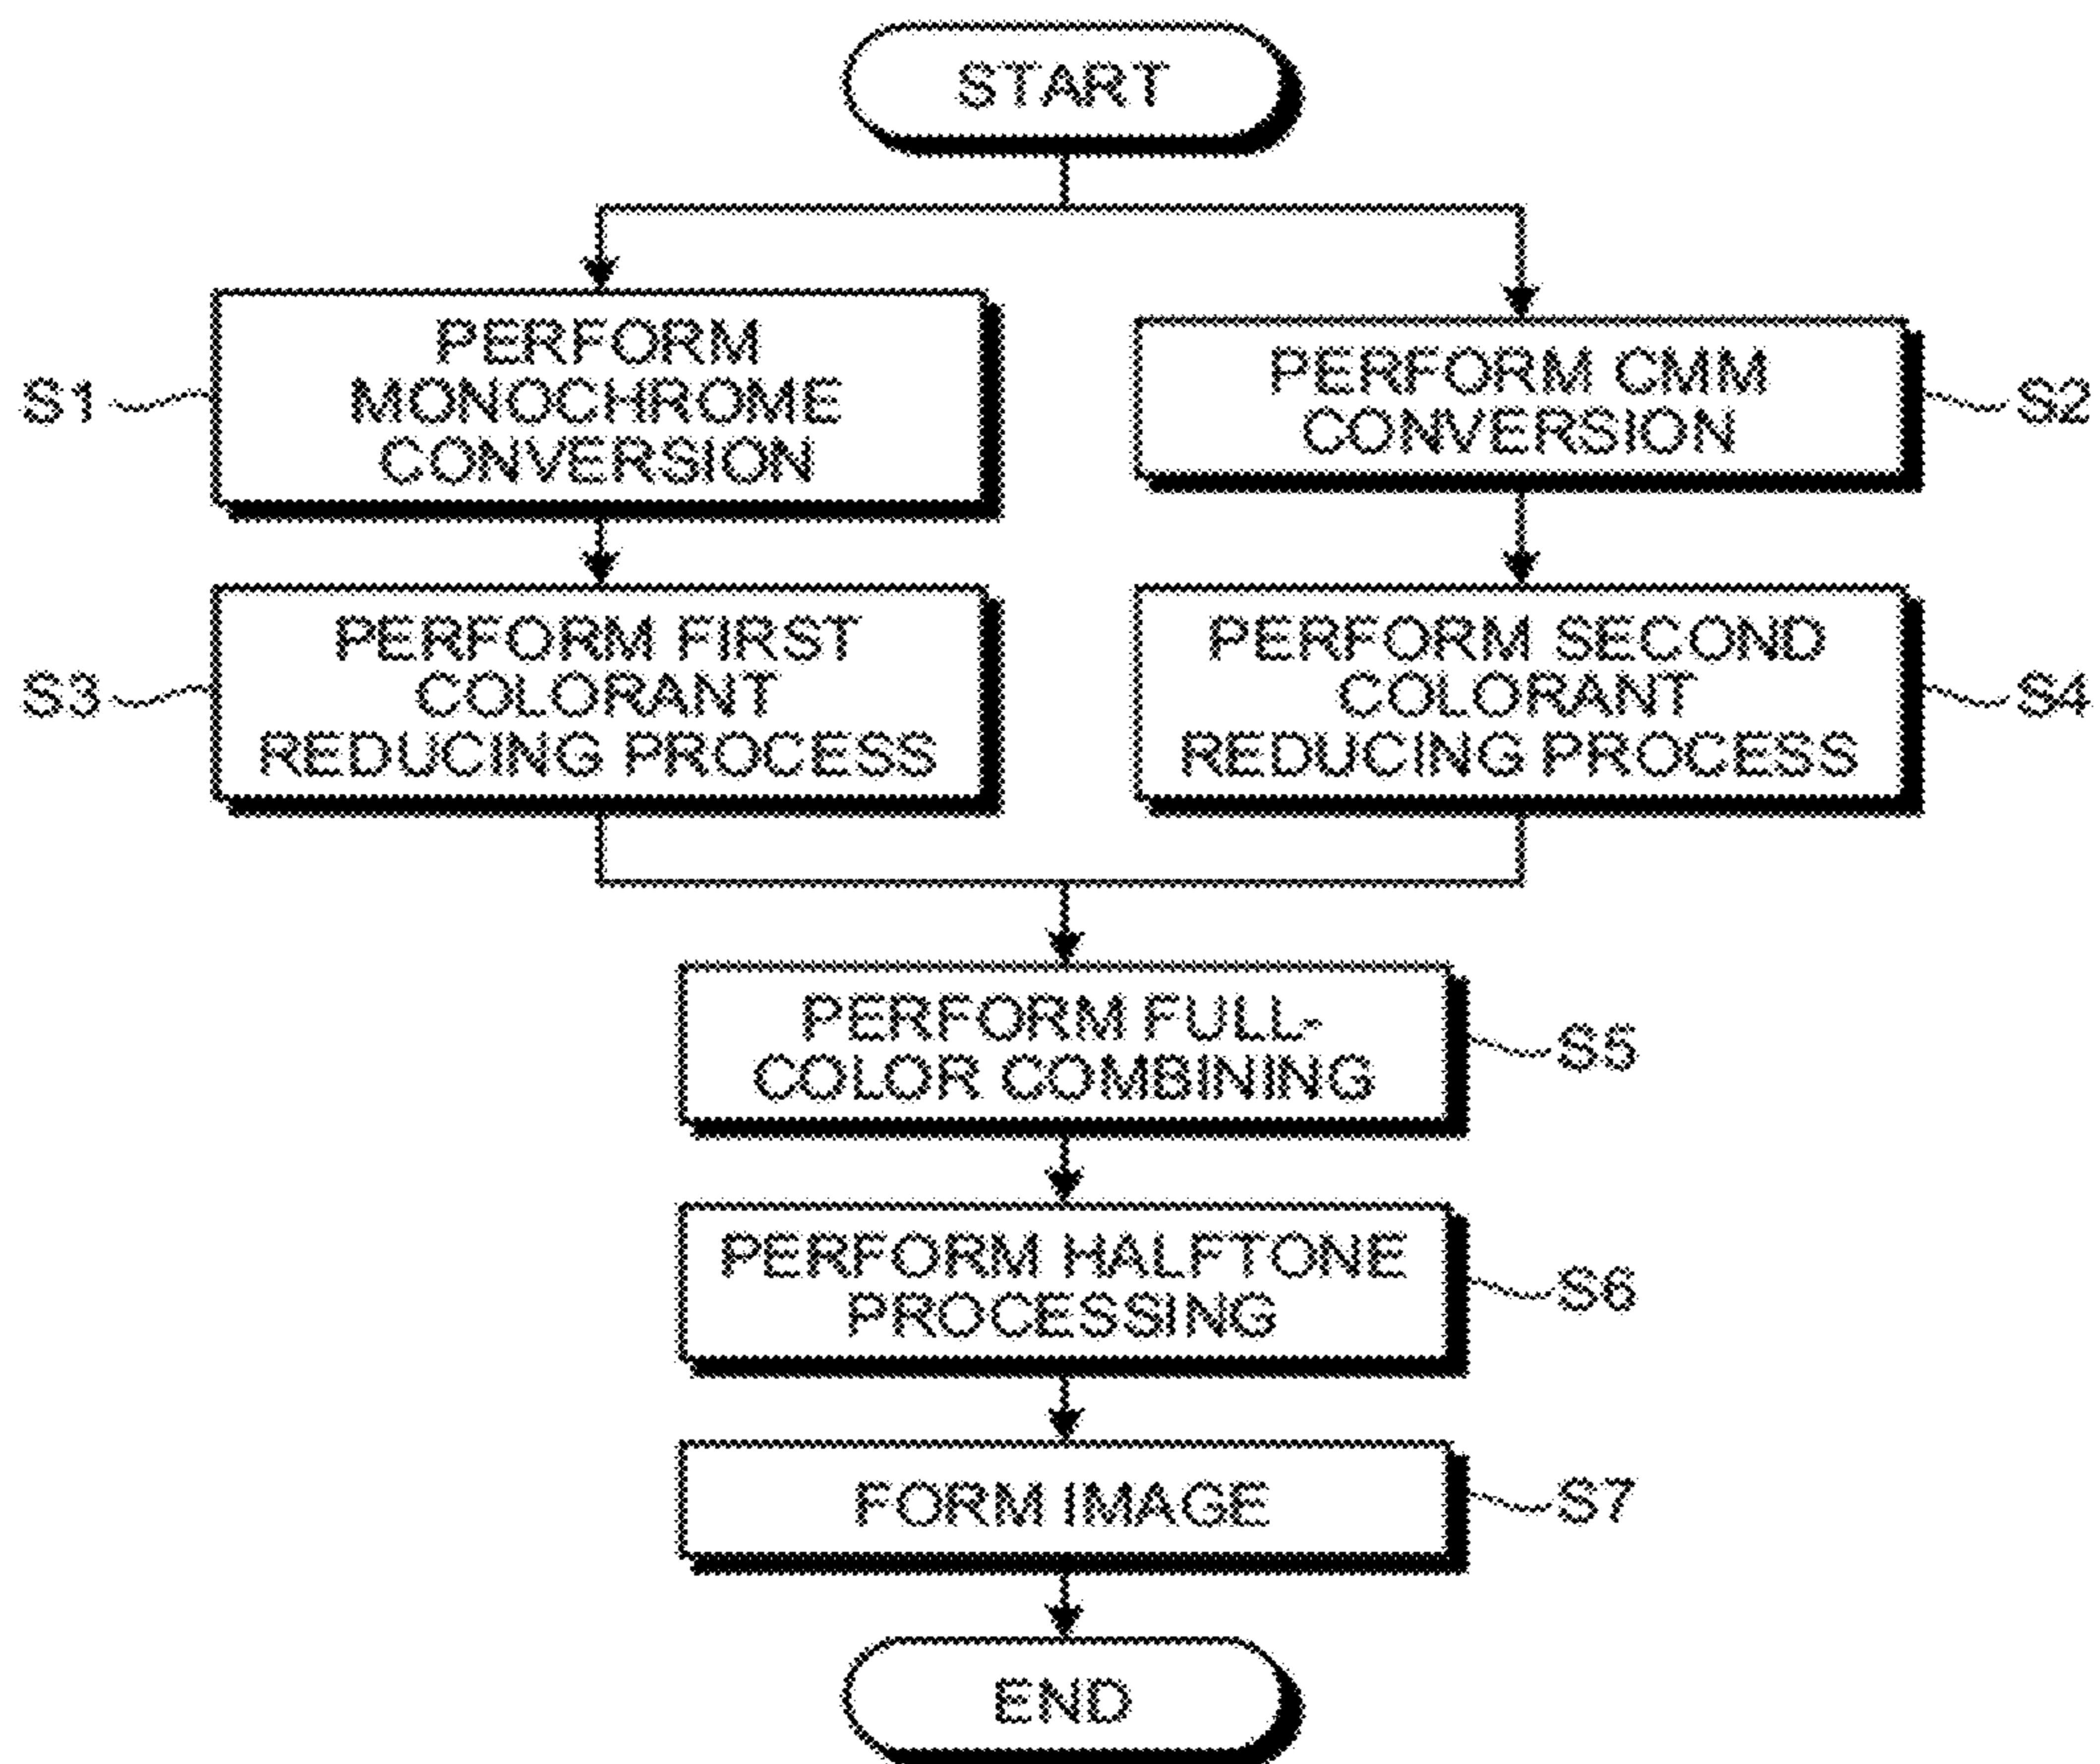 START
S1
PERFORM
MONOCHROME
CONVERSION
PERFORM CMM
CONVERSION
S2
S3
PERFORM FIRST
COLORANT
REDUCING PROCESS
PERFORM SECOND
COLORANT
REDUCING PROCESS
S4
PERFORM FULL-
COLOR COMBINING
S5
PERFORM HALFTONE
PROCESSING
S6
FORM IMAGE
S7
END